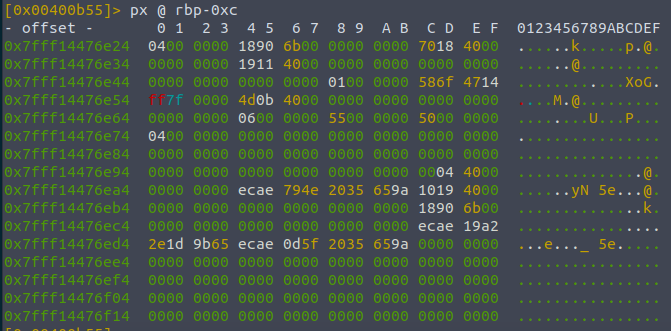 [0x00400b55]> px @ rbp-0xc
- offset -       0 1  2 3  4 5  6 7  8 9  A B  C D  E F  0123456789ABCDEF
0x7fff14476e24  0400 0000 1890 6b00 0000 0000 7018 4000  ......k.....p.@.
0x7fff14476e34  0000 0000 1911 4000 0000 0000 0000 0000  ......@.........
0x7fff14476e44  0000 0000 0000 0000 0100 0000 586f 4714  ............XoG.
0x7fff14476e54  ff7f 0000 4d0b 4000 0000 0000 0000 0000  ....M.@.........
0x7fff14476e64  0000 0000 0600 0000 5500 0000 5000 0000  ........U...P...
0x7fff14476e74  0400 0000 0000 0000 0000 0000 0000 0000  ................
0x7fff14476e84  0000 0000 0000 0000 0000 0000 0000 0000  ................
0x7fff14476e94  0000 0000 0000 0000 0000 0000 0004 4000  ..............@.
0x7fff14476ea4  0000 0000 ecae 794e 2035 659a 1019 4000  ......yN 5e...@.
0x7fff14476eb4  0000 0000 0000 0000 0000 0000 1890 6b00  ..............k.
0x7fff14476ec4  0000 0000 0000 0000 0000 0000 ecae 19a2  ................
0x7fff14476ed4  2e1d 9b65 ecae 0d5f 2035 659a 0000 0000  ...e..._ 5e.....
0x7fff14476ee4  0000 0000 0000 0000 0000 0000 0000 0000  ................
0x7fff14476ef4  0000 0000 0000 0000 0000 0000 0000 0000  ................
0x7fff14476f04  0000 0000 0000 0000 0000 0000 0000 0000  ................
0x7fff14476f14  0000 0000 0000 0000 0000 0000 0000 0000  ................